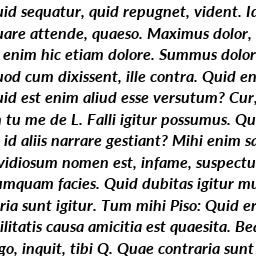 uid sequatur, quid repugnet, vident.
uare attende, quaeso. Maximus dolor,
enim hic etiam dolore. Summus dolor
uod cum dixissent, ille contra. Quid en
uid est enim aliud esse versutum? Cur,
tu me de L. Falli igitur possumus. Qu
id aliis narrare gestiant? Mihi enim sa
vidiosum nomen est, infame, suspectu
umquam facies. Quid dubitas igitur mu
ria sunt igitur. Tum mihi Piso: Quid er
ilitatis causa amicitia est quaesita. Bea
go, inquit, tibi Q. Quae contraria sunt